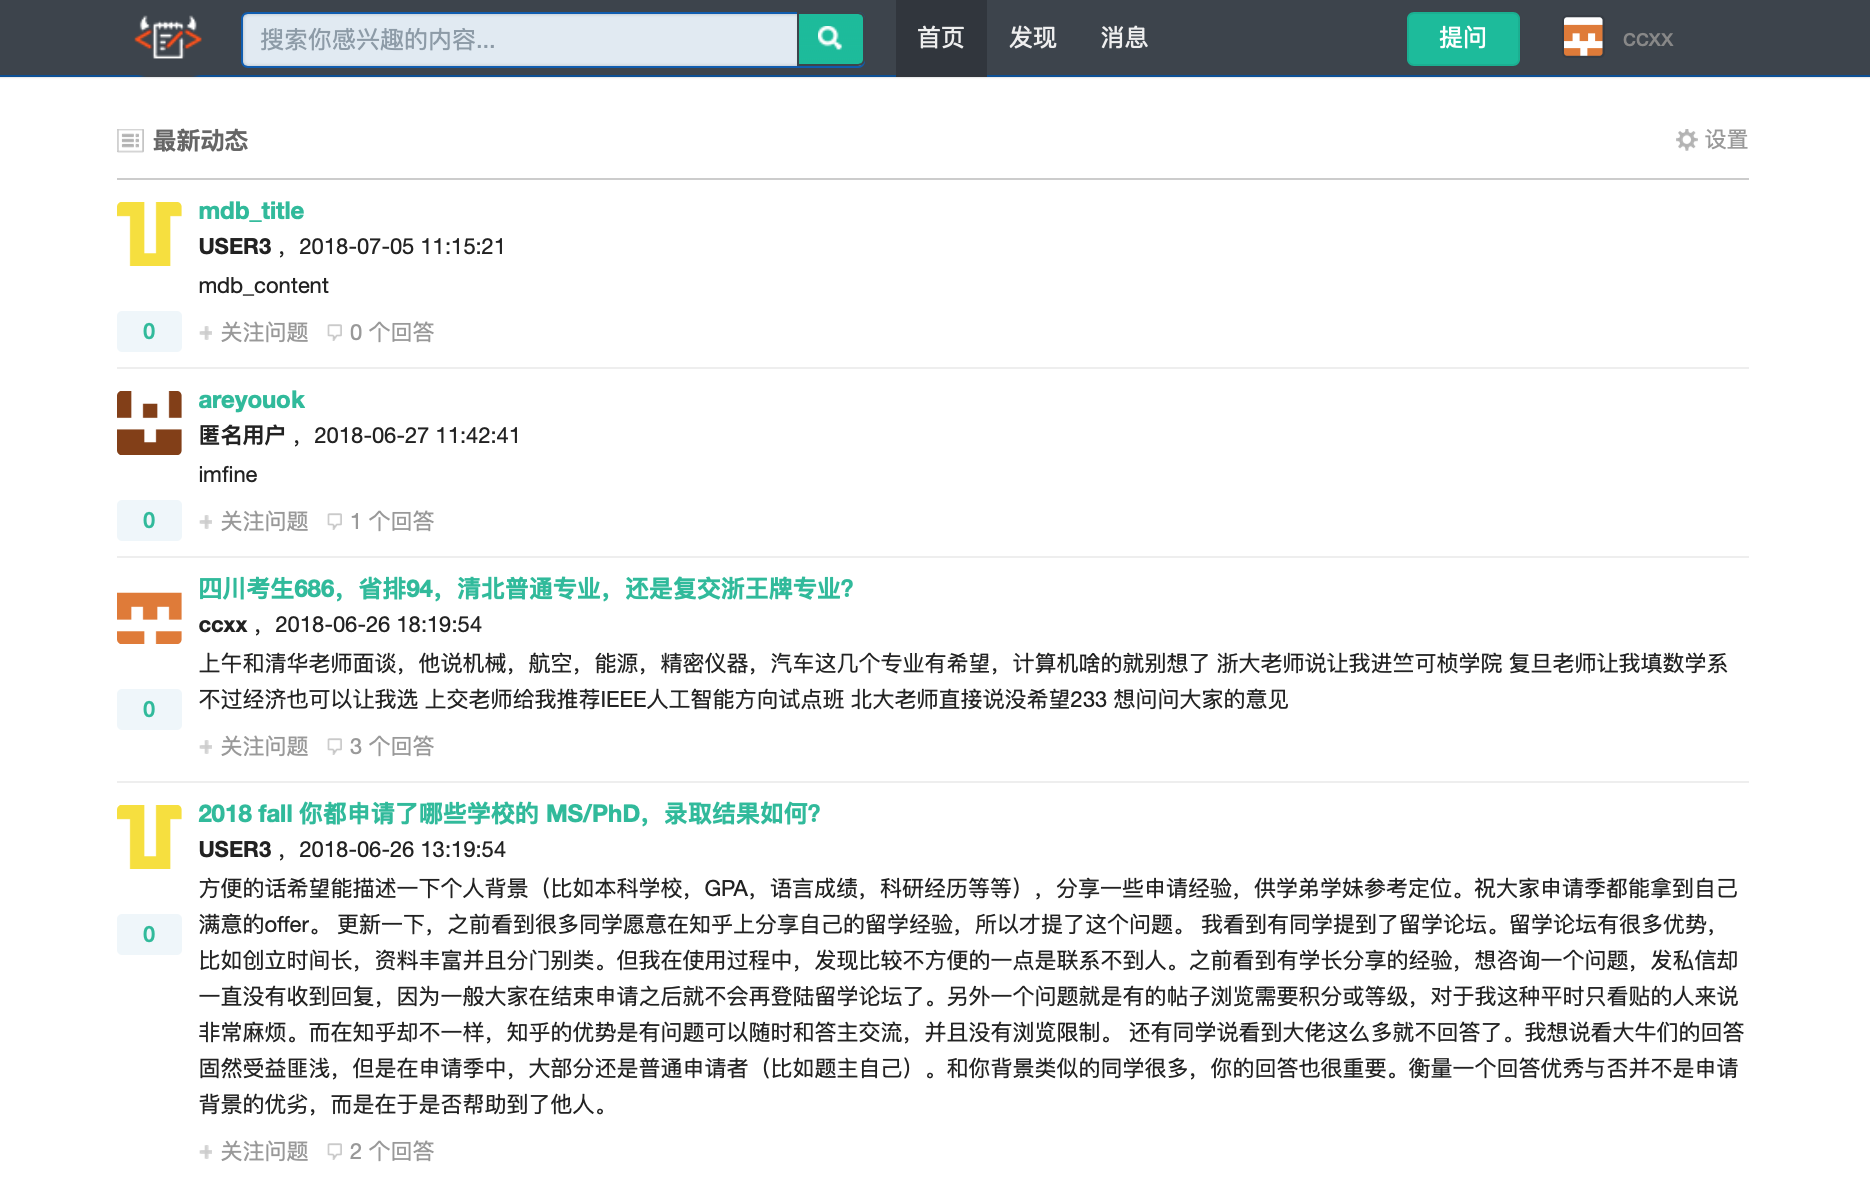 搜索你感兴趣的内容...
首页 发现 消息 提问 ccxx
最新动态 设置
mdb_title
USER3 ，2018-07-05 11:15:21
mdb_content
0 关注问题 0 个回答
areyouok
匿名用户 ，2018-06-27 11:42:41
imfine
0 关注问题 1 个回答
四川考生686，省排94，清北普通专业，还是复交浙王牌专业?
ccxx ，2018-06-26 18:19:54
上午和清华老师面谈，他说机械，航空，能源，精密仪器，汽车这几个专业有希望，计算机啥的就别想了 浙大老师说让我进竺可桢学院 复旦老师让我填数学系
不过经济也可以让我选 上交老师给我推荐IEEE人工智能方向试点班 北大老师直接说没希望233 想问问大家的意见
0
关注问题 3 个回答
2018 fall 你都申请了哪些学校的 MS/PhD，录取结果如何?
USER3 ，2018-06-26 13:19:54
方便的话希望能描述一下个人背景（比如本科学校，GPA，语言成绩，科研经历等等），分享一些申请经验，供学弟学妹参考定位。祝大家申请季都能拿到自己
满意的offer。 更新一下，之前看到很多同学愿意在知乎上分享自己的留学经验，所以才提了这个问题。 我看到有同学提到了留学论坛。留学论坛有很多优势，
0
比如创立时间长，资料丰富并且分门别类。但我在使用过程中，发现比较不方便的一点是联系不到人。之前看到有学长分享的经验，想咨询一个问题，发私信却
一直没有收到回复，因为一般大家在结束申请之后就不会再登陆留学论坛了。另外一个问题就是有的帖子浏览需要积分或等级，对于我这种平时只看贴的人来说
非常麻烦。而在知乎却不一样，知乎的优势是有问题可以随时和答主交流，并且没有浏览限制。 还有同学说看到大佬这么多就不回答了。我想说看大牛们的回答
固然受益匪浅，但是在申请季中，大部分还是普通申请者（比如题主自己）。和你背景类似的同学很多，你的回答也很重要。衡量一个回答优秀与否并不是申请
背景的优劣，而是在于是否帮助到了他人。
关注问题 2 个回答